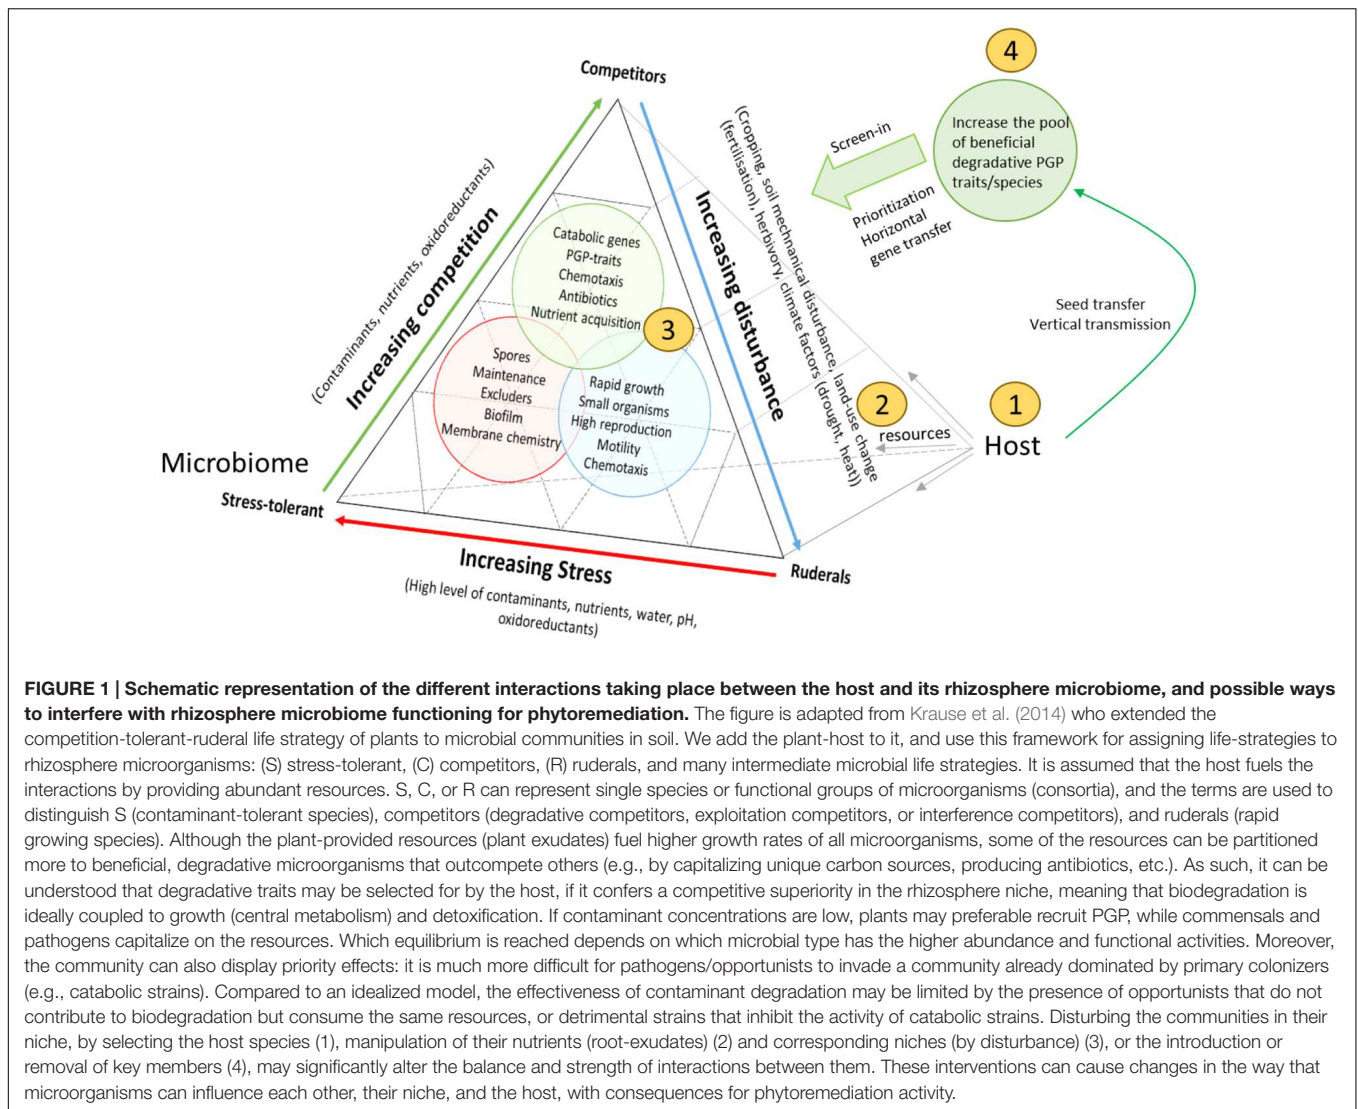 4
Competitors
Increase the pool
of beneficial
degradative PGP
traits/species
Screen-in
Prioritization
Horizontal
gene transfer
(Contaminants, nutrients, oxidoreductants)
Increasing competition
Increasing disturbance
(Cropping, soil mechnanical disturbance, land-use change
(fertilisation), herbivory, climate factors (drought, heat))
Catabolic genes
PGP-traits
Chemotaxis
Antibiotics
Nutrient acquisition
3
Spores
Maintenance
Excluders
Biofilm
Membrane chemistry
Rapid growth
Small organisms
High reproduction
Motility
Chemotaxis
Seed transfer
Vertical transmission
2
resources
1
Host
Microbiome
Stress-tolerant
Increasing Stress
(High level of contaminants, nutrients, water, pH,
oxidoreductants)
Ruderals
FIGURE 1 | Schematic representation of the different interactions taking place between the host and its rhizosphere microbiome, and possible ways
to interfere with rhizosphere microbiome functioning for phytoremediation. The figure is adapted from Krause et al. (2014) who extended the
competition-tolerant-ruderal life strategy of plants to microbial communities in soil. We add the plant-host to it, and use this framework for assigning life-strategies to
rhizosphere microorganisms: (S) stress-tolerant, (C) competitors, (R) ruderals, and many intermediate microbial life strategies. It is assumed that the host fuels the
interactions by providing abundant resources. S, C, or R can represent single species or functional groups of microorganisms (consortia), and the terms are used to
distinguish S (contaminant-tolerant species), competitors (degradative competitors, exploitation competitors, or interference competitors), and ruderals (rapid
growing species). Although the plant-provided resources (plant exudates) fuel higher growth rates of all microorganisms, some of the resources can be partitioned
more to beneficial, degradative microorganisms that outcompete others (e.g., by capitalizing unique carbon sources, producing antibiotics, etc.). As such, it can be
understood that degradative traits may be selected for by the host, if it confers a competitive superiority in the rhizosphere niche, meaning that biodegradation is
ideally coupled to growth (central metabolism) and detoxification. If contaminant concentrations are low, plants may preferable recruit PGP, while commensals and
pathogens capitalize on the resources. Which equilibrium is reached depends on which microbial type has the higher abundance and functional activities. Moreover,
the community can also display priority effects: it is much more difficult for pathogens/opportunists to invade a community already dominated by primary colonizers
(e.g., catabolic strains). Compared to an idealized model, the effectiveness of contaminant degradation may be limited by the presence of opportunists that do not
contribute to biodegradation but consume the same resources, or detrimental strains that inhibit the activity of catabolic strains. Disturbing the communities in their
niche, by selecting the host species (1), manipulation of their nutrients (root-exudates) (2) and corresponding niches (by disturbance) (3), or the introduction or
removal of key members (4), may significantly alter the balance and strength of interactions between them. These interventions can cause changes in the way that
microorganisms can influence each other, their niche, and the host, with consequences for phytoremediation activity.